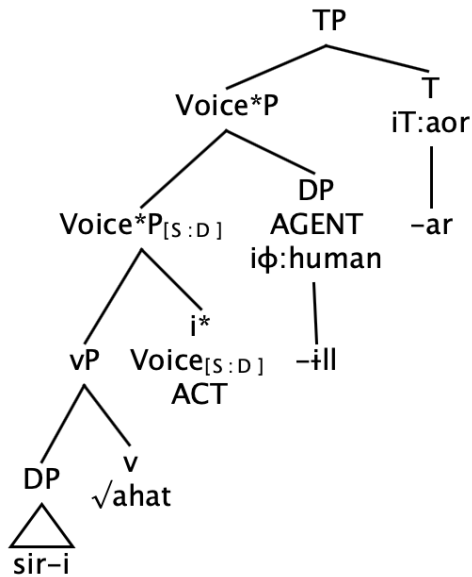 TP
Voice*P
T
iT:aor
Voice*P[S:D]
DP
AGENT
iϕ:human
-ar
vP
i*
Voice[S:D]
ACT
-ɨll
DP
v
√ahat
sir-i